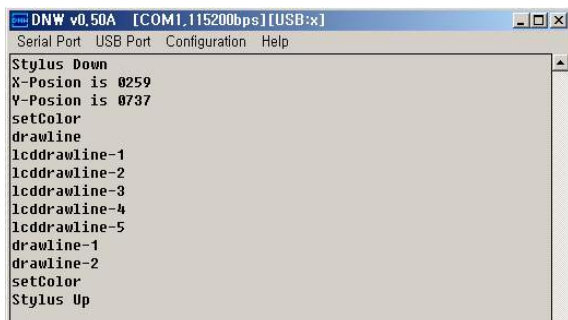 DNW v0,50A [COM1,115200bps][USB:x]
Serial Port USB Port Configuration Help
Stylus Down
X-Posion is 0259
Y-Posion is 0737
setColor
drawline
lcddrawline-1
lcddrawline-2
lcddrawline-3
lcddrawline-4
lcddrawline-5
drawline-1
drawline-2
setColor
Stylus Up